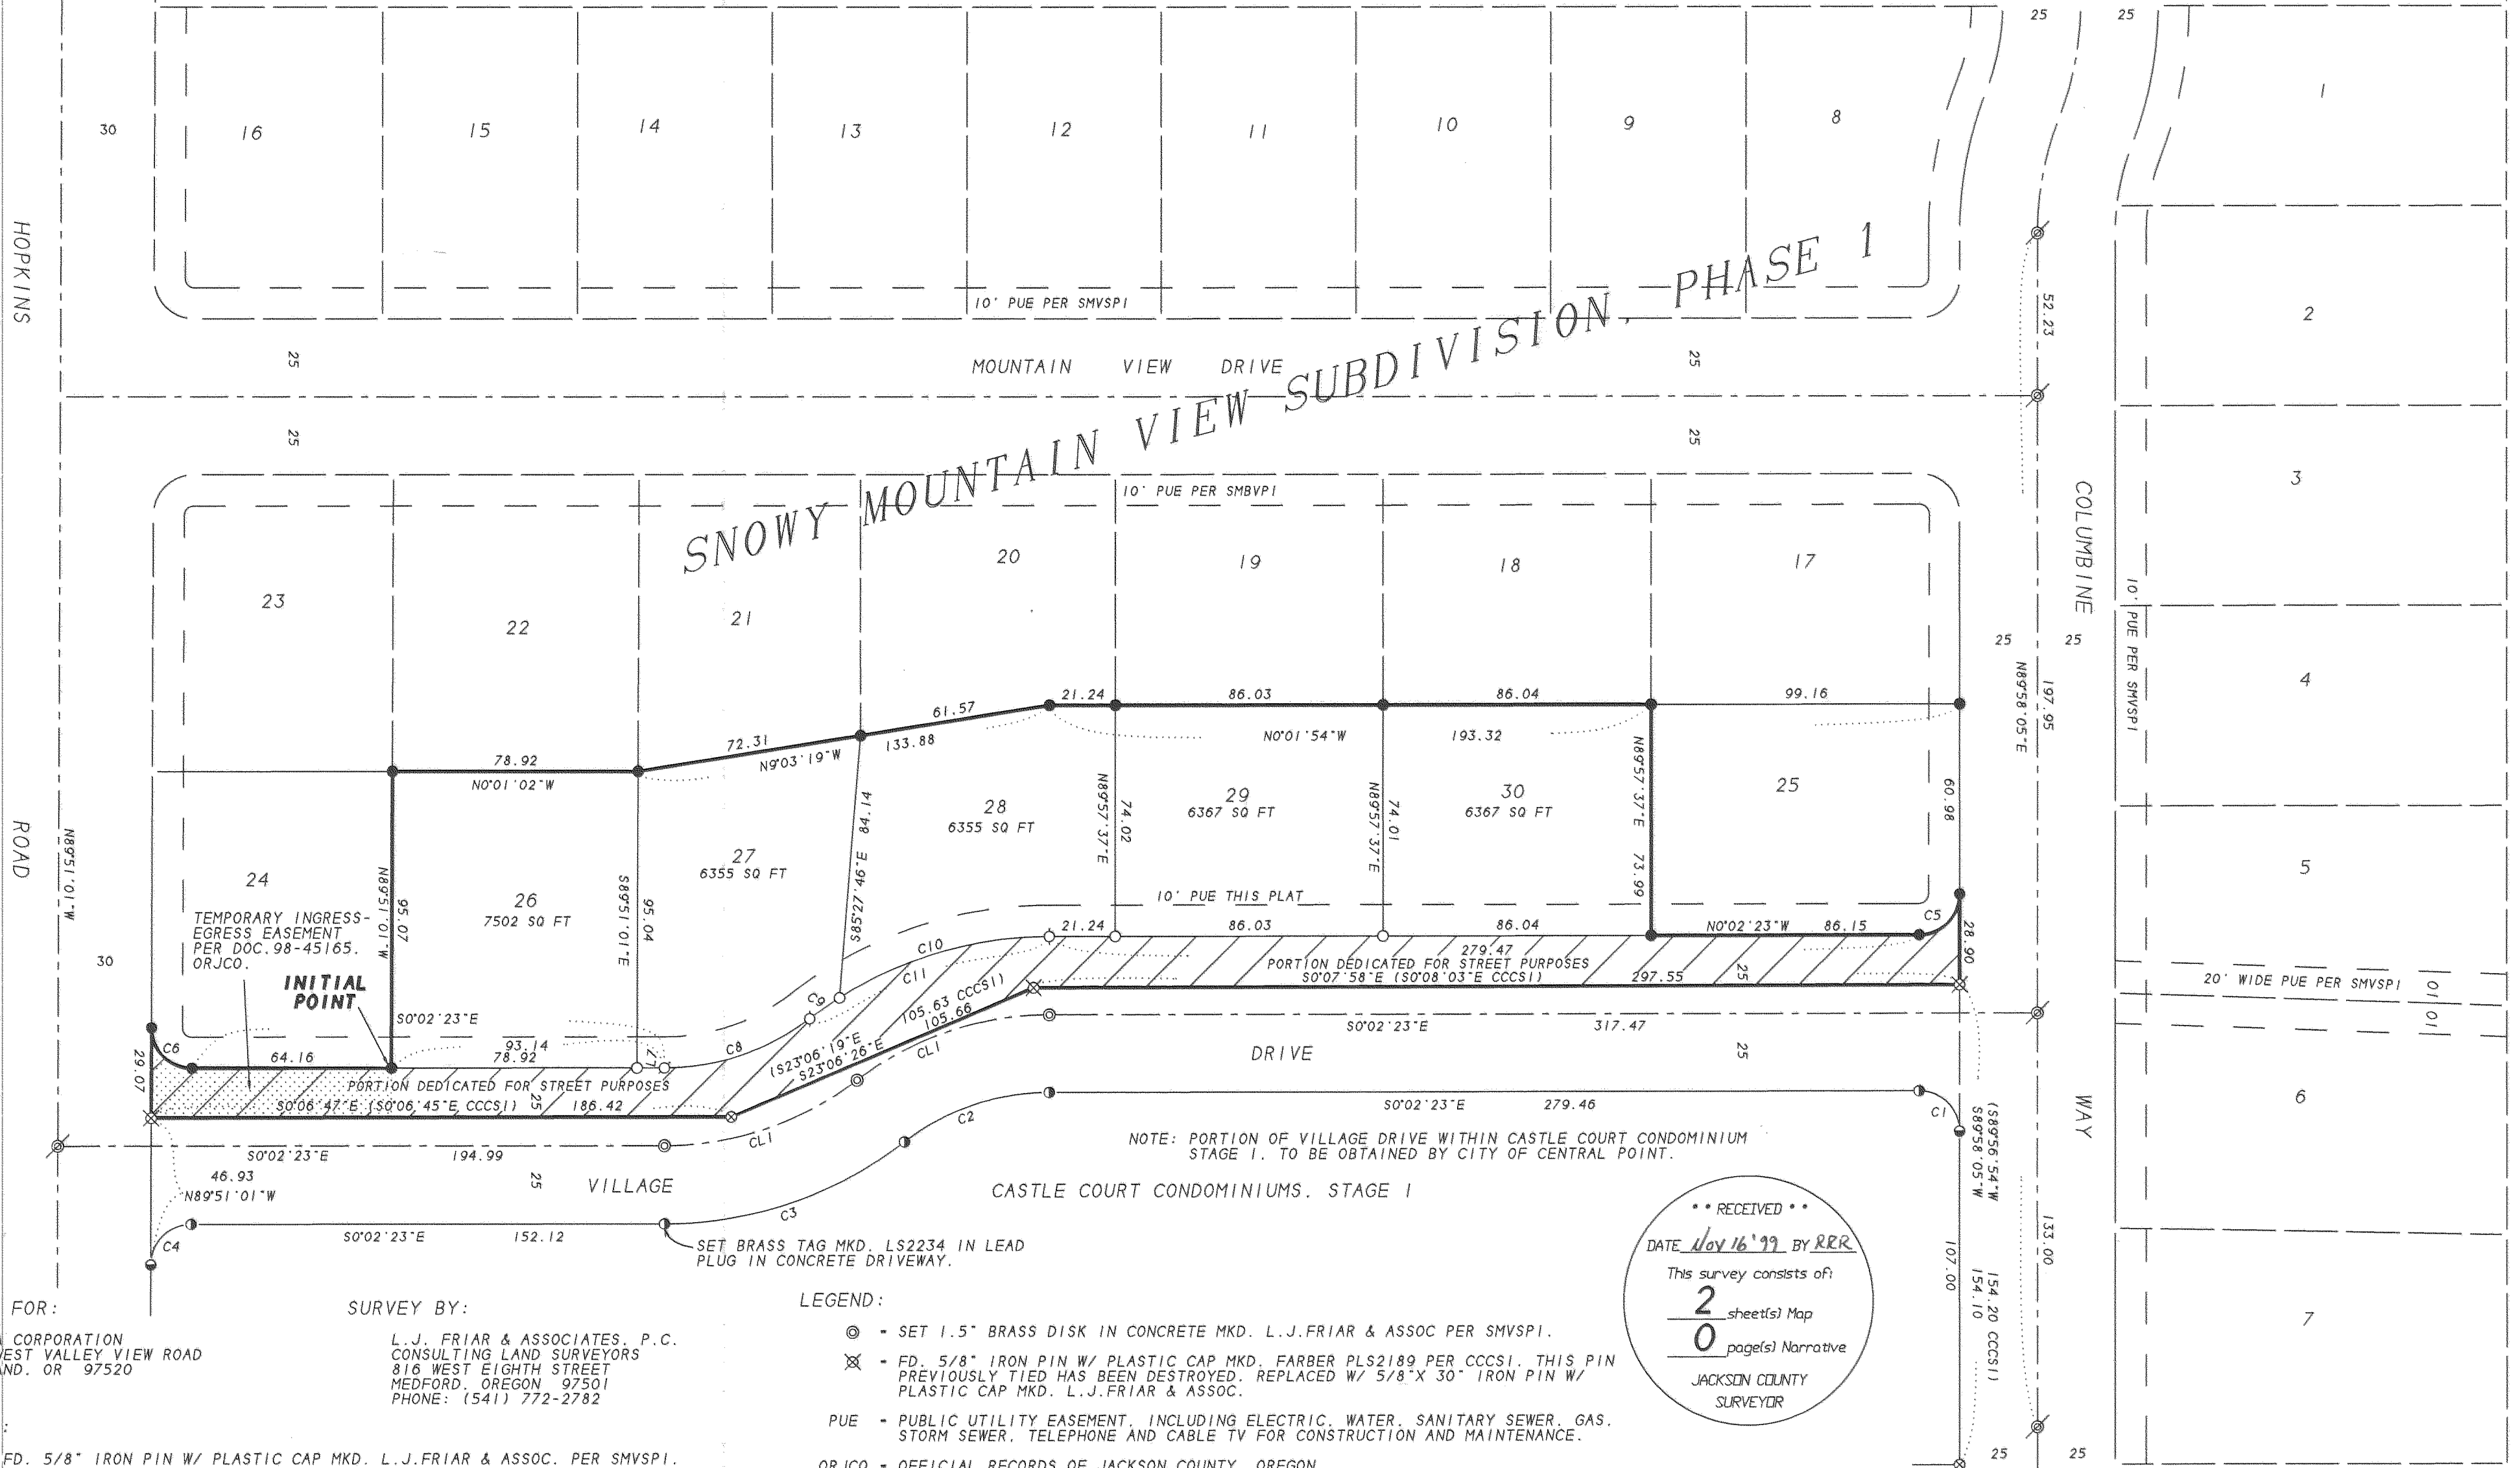 25
25
30
16
15
14
13
12
11
10
9
8
1
HOPKINS
SNOWY MOUNTAIN VIEW SUBDIVISION, PHASE 1
10' PUE PER SMVSP1
2
52.23
25
MOUNTAIN VIEW DRIVE
25
25
25
10' PUE PER SMBVP1
3
COLUMBINE
20
19
18
17
23
22
21
10' PUE PER SMVSP1
25
25
N89°58'05"E
197.95
4
21.24
86.03
86.04
99.16
61.57
133.88
72.31
N9°03'19"W
N0°01'54"W
193.32
78.92
N0°01'02"W
N89°57'37"E
74.02
N89°57'37"E
74.01
N89°57'37"E
73.99
25
60.98
ROAD
N89°51'01"W
84.14
S85°27'46"E
28
6355 SQ FT
29
6367 SQ FT
30
6367 SQ FT
27
6355 SQ FT
5
24
26
7502 SQ FT
N89°51'01"W
95.07
S89°51'01"E
95.04
10' PUE THIS PLAT
TEMPORARY INGRESS-
EGRESS EASEMENT
PER DOC.98-45165.
ORJCO.
30
INITIAL
POINT
21.24
86.03
86.04
N0°02'23"W
86.15
C5
28.90
C10
C11
C9
279.47
PORTION DEDICATED FOR STREET PURPOSES
S0°07'58"E (S0°08'03"E CCCS1)
297.55
25
20' WIDE PUE PER SMVSP1
10 10
S0°02'23"E
93.14
64.16
78.92
C6
C7
C8
29.07
105.63 CCCS1)
105.66
(S23°06'19"E
S23°06'26"E
CL1
PORTION DEDICATED FOR STREET PURPOSES
S0°06'47"E (S0°06'45"E CCCS1)
25
186.42
S0°02'23"E
317.47
DRIVE
25
6
WAY
C1
S0°02'23"E
279.46
C2
CL1
S0°02'23"E
194.99
NOTE: PORTION OF VILLAGE DRIVE WITHIN CASTLE COURT CONDOMINIUM
STAGE 1. TO BE OBTAINED BY CITY OF CENTRAL POINT.
46.93
N89°51'01"W
25
VILLAGE
CASTLE COURT CONDOMINIUMS. STAGE 1
(S89°56'54"W
S89°58'05"W
154.20 CCCS1)
154.10
133.00
107.00
C3
C4
S0°02'23"E
152.12
SET BRASS TAG MKD. LS2234 IN LEAD
PLUG IN CONCRETE DRIVEWAY.
** RECEIVED **
DATE Nov 16 '99 BY RRR
This survey consists of:
2 sheet(s) Map
0 page(s) Narrative
JACKSON COUNTY
SURVEYOR
7
25
25
FOR:
CORPORATION
EST VALLEY VIEW ROAD
ND. OR 97520
SURVEY BY:
L.J. FRIAR & ASSOCIATES. P.C.
CONSULTING LAND SURVEYORS
816 WEST EIGHTH STREET
MEDFORD. OREGON 97501
PHONE: (541) 772-2782
LEGEND:
- SET 1.5" BRASS DISK IN CONCRETE MKD. L.J.FRIAR & ASSOC PER SMVSP1.
- FD. 5/8" IRON PIN W/ PLASTIC CAP MKD. FARBER PLS2189 PER CCCS1. THIS PIN
PREVIOUSLY TIED HAS BEEN DESTROYED. REPLACED W/ 5/8"X 30" IRON PIN W/
PLASTIC CAP MKD. L.J.FRIAR & ASSOC.
PUE - PUBLIC UTILITY EASEMENT, INCLUDING ELECTRIC. WATER. SANITARY SEWER. GAS.
STORM SEWER. TELEPHONE AND CABLE TV FOR CONSTRUCTION AND MAINTENANCE.
ORJCO - OFFICIAL RECORDS OF JACKSON COUNTY, OREGON
:
FD. 5/8" IRON PIN W/ PLASTIC CAP MKD. L.J.FRIAR & ASSOC. PER SMVSP1.